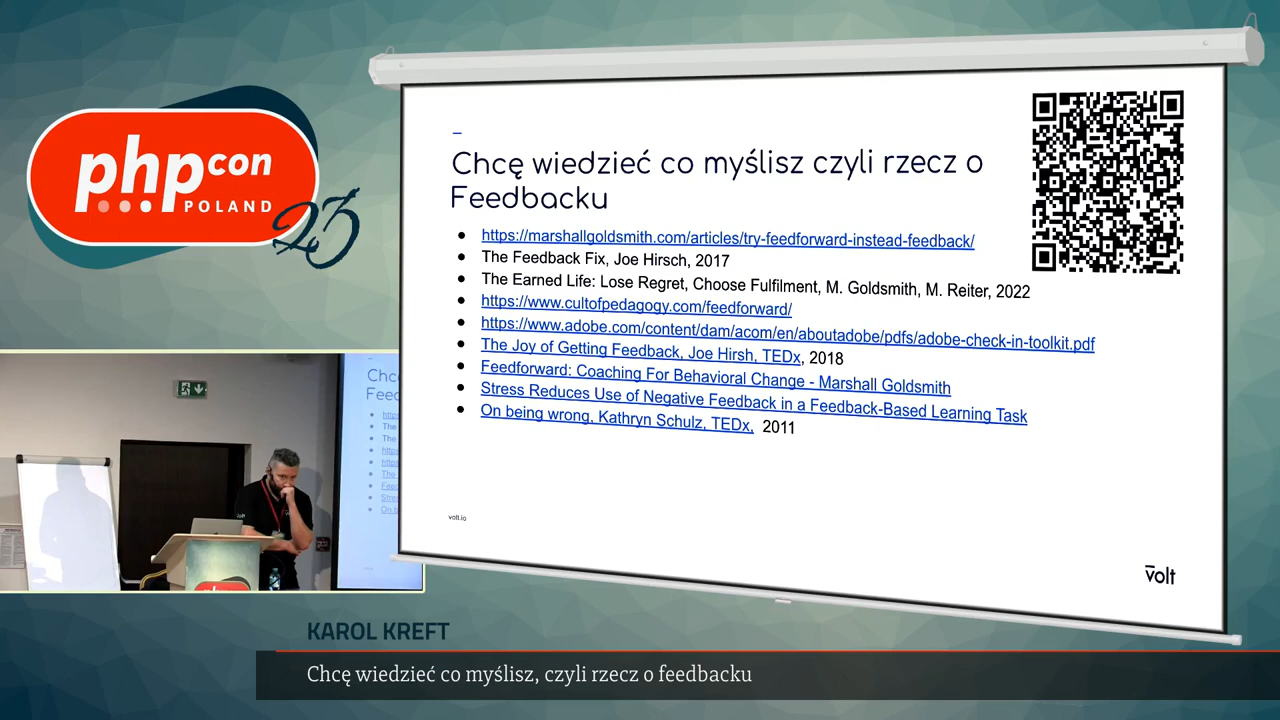 phpcon
POLAND
23
Chcę wiedzieć co myślisz czyli rzecz o
Feedbacku
https://marshallgoldsmith.com/articles/try-feedforward-instead-feedback/
The Feedback Fix, Joe Hirsch, 2017
The Earned Life: Lose Regret, Choose Fulfilment, M. Goldsmith, M. Reiter, 2022
https://www.cultofpedagogy.com/feedforward/
https://www.adobe.com/content/dam/acom/en/aboutadobe/pdfs/adobe-check-in-toolkit.pdf
The Joy of Getting Feedback, Joe Hirsh, TEDx, 2018
Feedforward: Coaching For Behavioral Change - Marshall Goldsmith
Stress Reduces Use of Negative Feedback in a Feedback-Based Learning Task
On being wrong, Kathryn Schulz, TEDx, 2011
volt.io
volt
KAROL KREFT
Chcę wiedzieć co myślisz, czyli rzecz o feedbacku